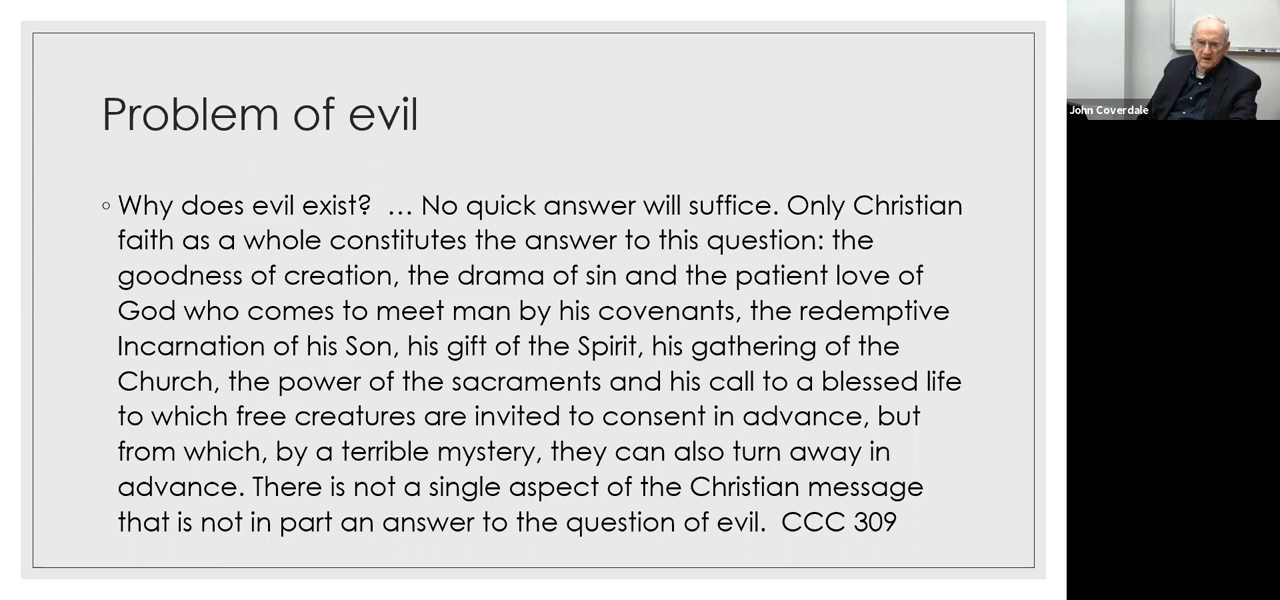 Problem of evil
◦ Why does evil exist?  … No quick answer will suffice. Only Christian
faith as a whole constitutes the answer to this question: the
goodness of creation, the drama of sin and the patient love of
God who comes to meet man by his covenants, the redemptive
Incarnation of his Son, his gift of the Spirit, his gathering of the
Church, the power of the sacraments and his call to a blessed life
to which free creatures are invited to consent in advance, but
from which, by a terrible mystery, they can also turn away in
advance. There is not a single aspect of the Christian message
that is not in part an answer to the question of evil.  CCC 309
John Coverdale